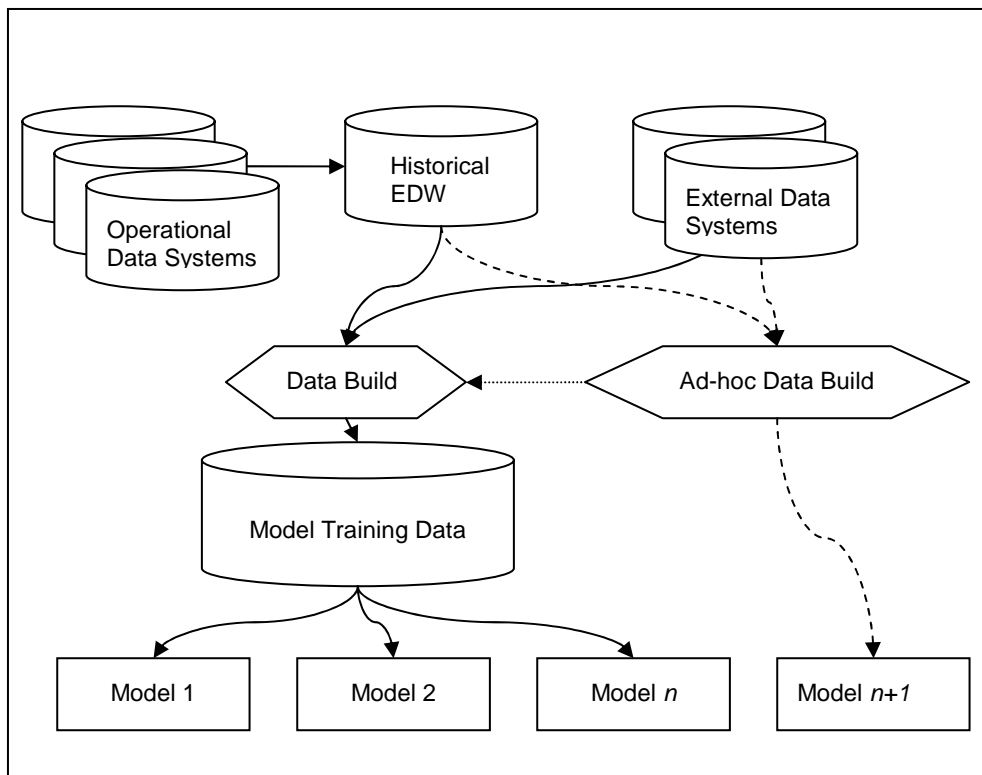 Historical
EDW
External Data
Systems
Operational
Data Systems
Data Build
Ad-hoc Data Build
Model Training Data
Model 1
Model 2
Model n
Model n+1